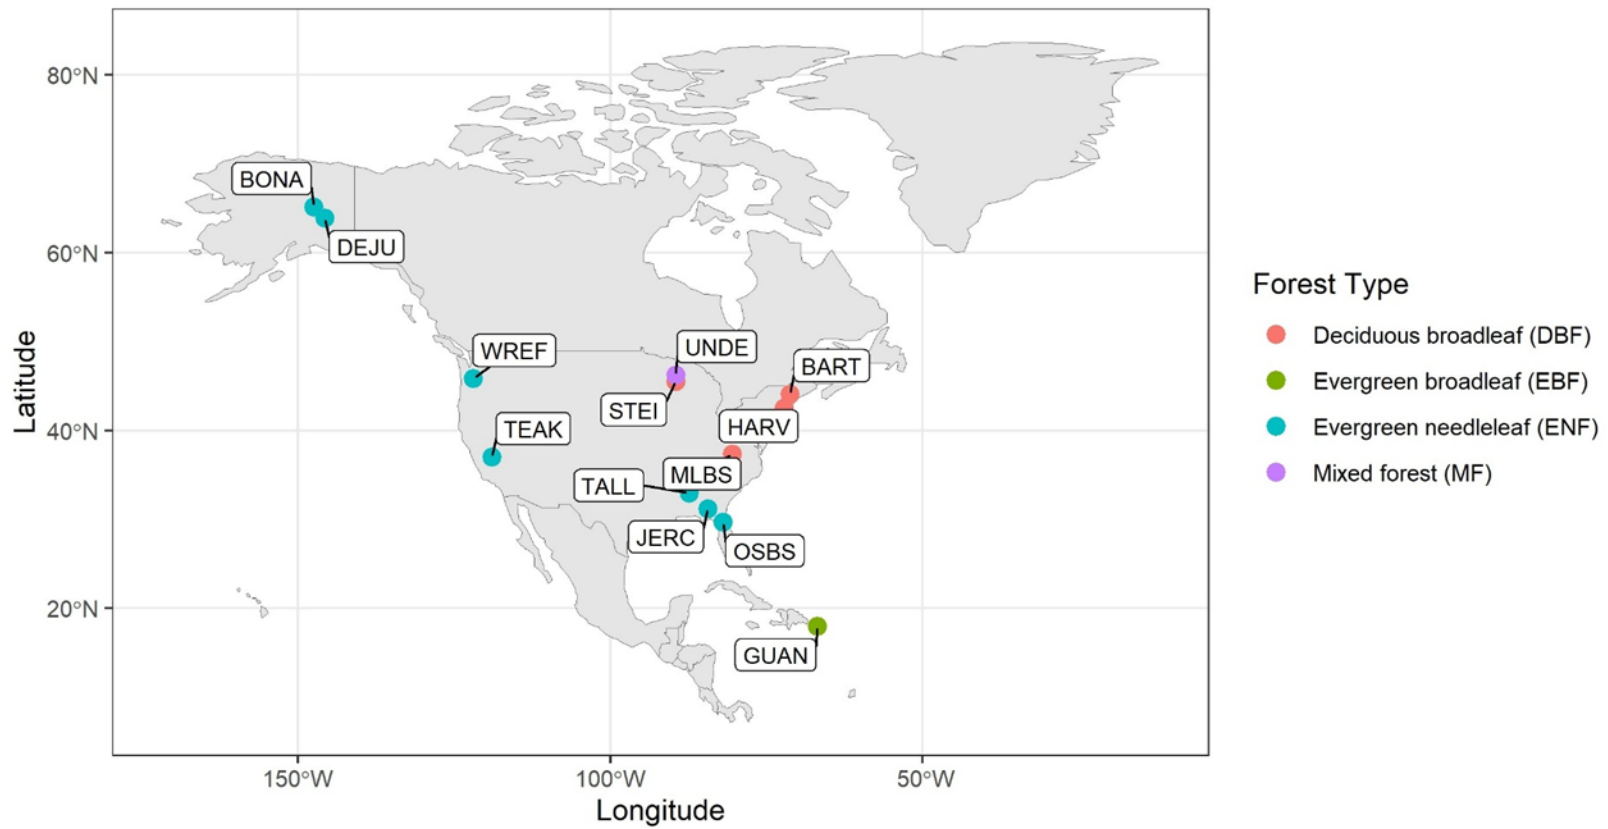 80°N
60°N
40°N
20°N
Latitude
BONA
DEJU
WREF
UNDE
BART
STEI
TEAK
HARV
MLBS
TALL
JERC
OSBS
GUAN
150°W
100°W
50°W
Longitude
Forest Type
Deciduous broadleaf (DBF)
Evergreen broadleaf (EBF)
Evergreen needleleaf (ENF)
Mixed forest (MF)